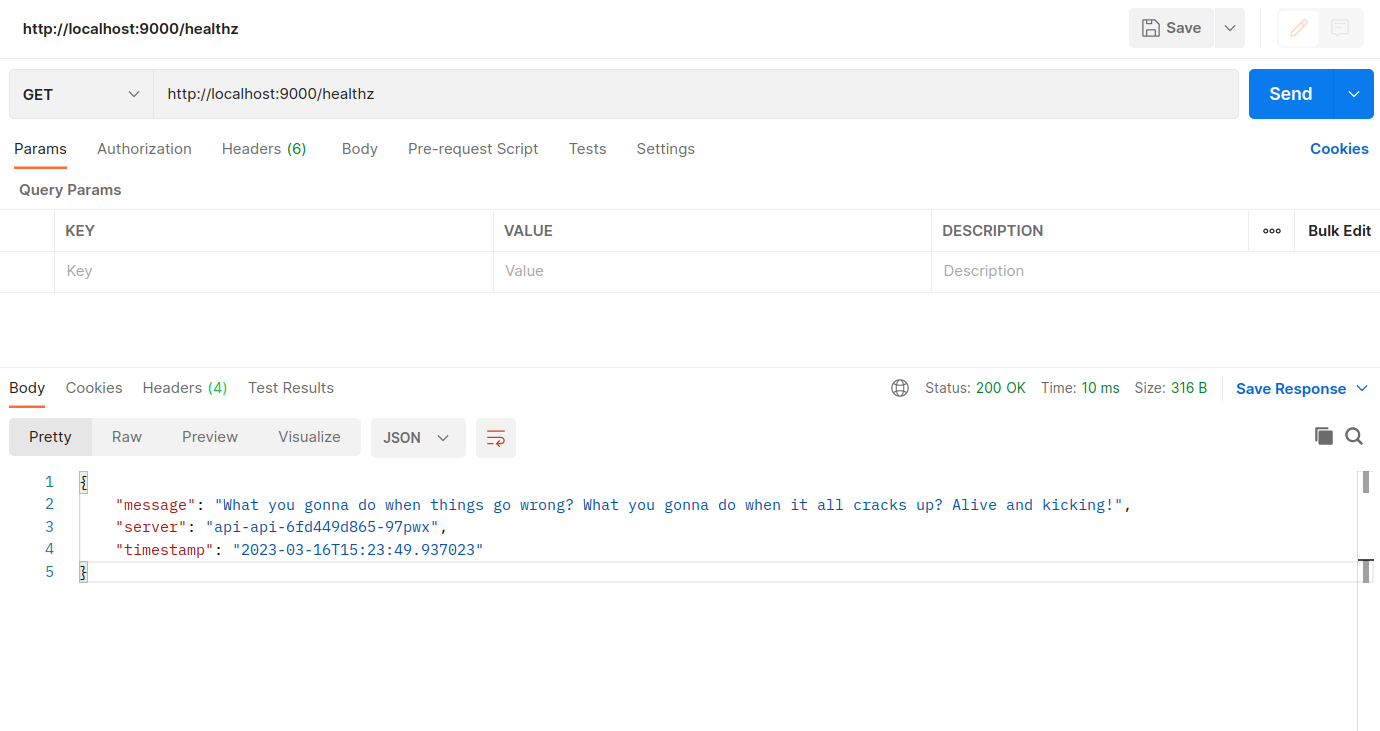 http://localhost:9000/healthz Save
GET http://localhost:9000/healthz Send
Params Authorization Headers (6) Body Pre-request Script Tests Settings Cookies
Query Params
KEY VALUE DESCRIPTION Bulk Edit
Key Value Description
Body Cookies Headers (4) Test Results Status: 200 OK Time: 10 ms Size: 316 B Save Response
Pretty Raw Preview Visualize JSON
1 {
2 "message": "What you gonna do when things go wrong? What you gonna do when it all cracks up? Alive and kicking!",
3 "server": "api-api-6fd449d865-97pwx",
4 "timestamp": "2023-03-16T15:23:49.937023"
5 }